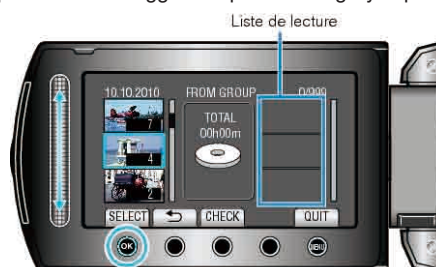 Liste de lecture
10.10.2010 FROM GROUP 0/999
7
TOTAL
00h00m
4
2
SELECT CHECK QUIT
OK MENU